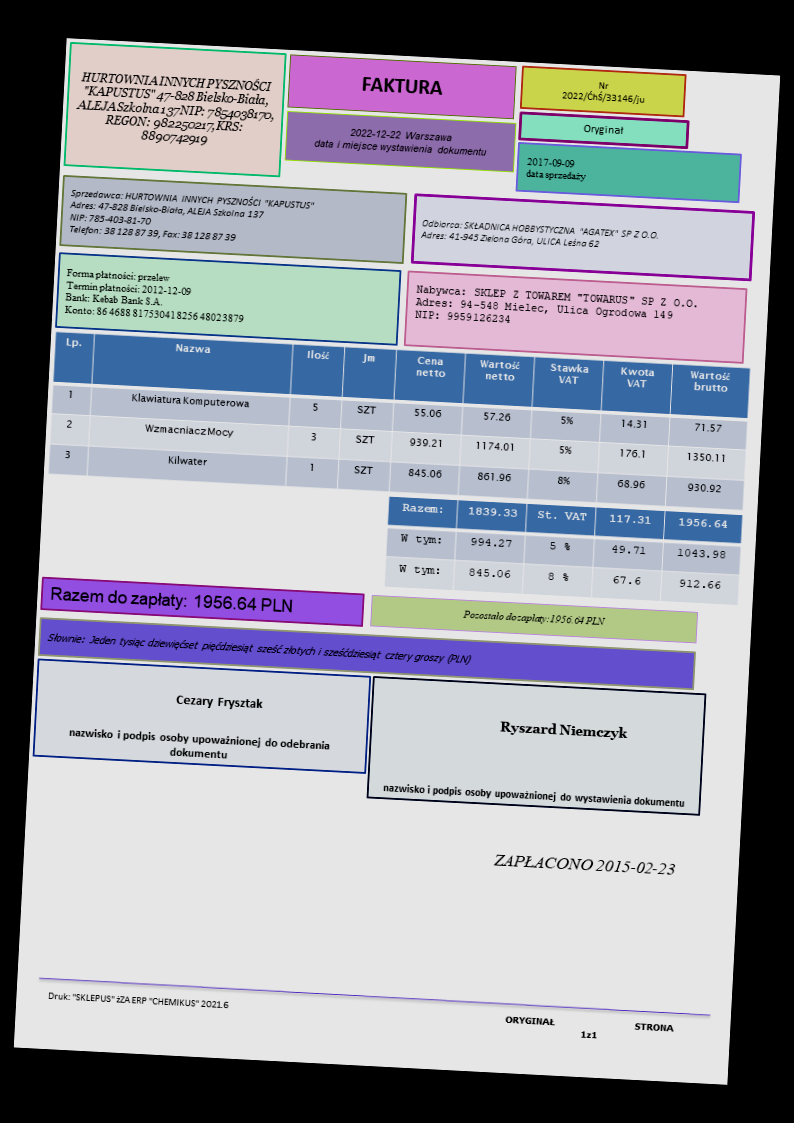 HURTOWNIA INNYCH PYSZNOŚCI
"KAPUSTUS" 47-828 Bielsko-Biała,
ALEJA Szkolna 137 NIP: 7854038170,
REGON: 982250217, KRS:
8890742919
FAKTURA
2022-12-22 Warszawa
data i miejsce wystawienia dokumentu
Nr
2022/ĆhŚ/33146/ju
Oryginał
2017-09-09
data sprzedaży
Sprzedawca: HURTOWNIA INNYCH PYSZNOŚCI "KAPUSTUS"
Adres: 47-828 Bielsko-Biała, ALEJA Szkolna 137
NIP: 785-403-81-70
Telefon: 38 128 87 39, Fax: 38 128 87 39
Odbiorca: SKŁADNICA HOBBYSTYCZNA "AGATEX" SP Z O.O.
Adres: 41-945 Zielona Góra, ULICA Leśna 62
Forma płatności: przelew
Termin płatności: 2012-12-09
Bank: Kebab Bank S.A.
Konto: 86 4688 8175 3041 8256 4802 3879
Nabywca: SKLEP Z TOWAREM "TOWARUS" SP Z O.O.
Adres: 94-548 Mielec, Ulica Ogrodowa 149
NIP: 9959126234
Lp. Nazwa Ilość Jm Cena netto Wartość netto Stawka VAT Kwota VAT Wartość brutto
1 Klawiatura Komputerowa 5 SZT 55.06 57.26 5% 14.31 71.57
2 Wzmacniacz Mocy 3 SZT 939.21 1174.01 5% 176.1 1350.11
3 Kilwater 1 SZT 845.06 861.96 8% 68.96 930.92
Razem: 1839.33 St. VAT 117.31 1956.64
W tym: 994.27 5 % 49.71 1043.98
W tym: 845.06 8 % 67.6 912.66
Razem do zapłaty: 1956.64 PLN
Pozostało do zapłaty: 1956.64 PLN
Słownie: Jeden tysiąc dziewięćset pięćdziesiąt sześć złotych i sześćdziesiąt cztery groszy (PLN)
Cezary Frysztak
nazwisko i podpis osoby upoważnionej do odebrania
dokumentu
Ryszard Niemczyk
nazwisko i podpis osoby upoważnionej do wystawienia dokumentu
ZAPŁACONO 2015-02-23
Druk: "SKLEPUS" żZA ERP "CHEMIKUS" 2021.6
ORYGINAŁ STRONA
1z1